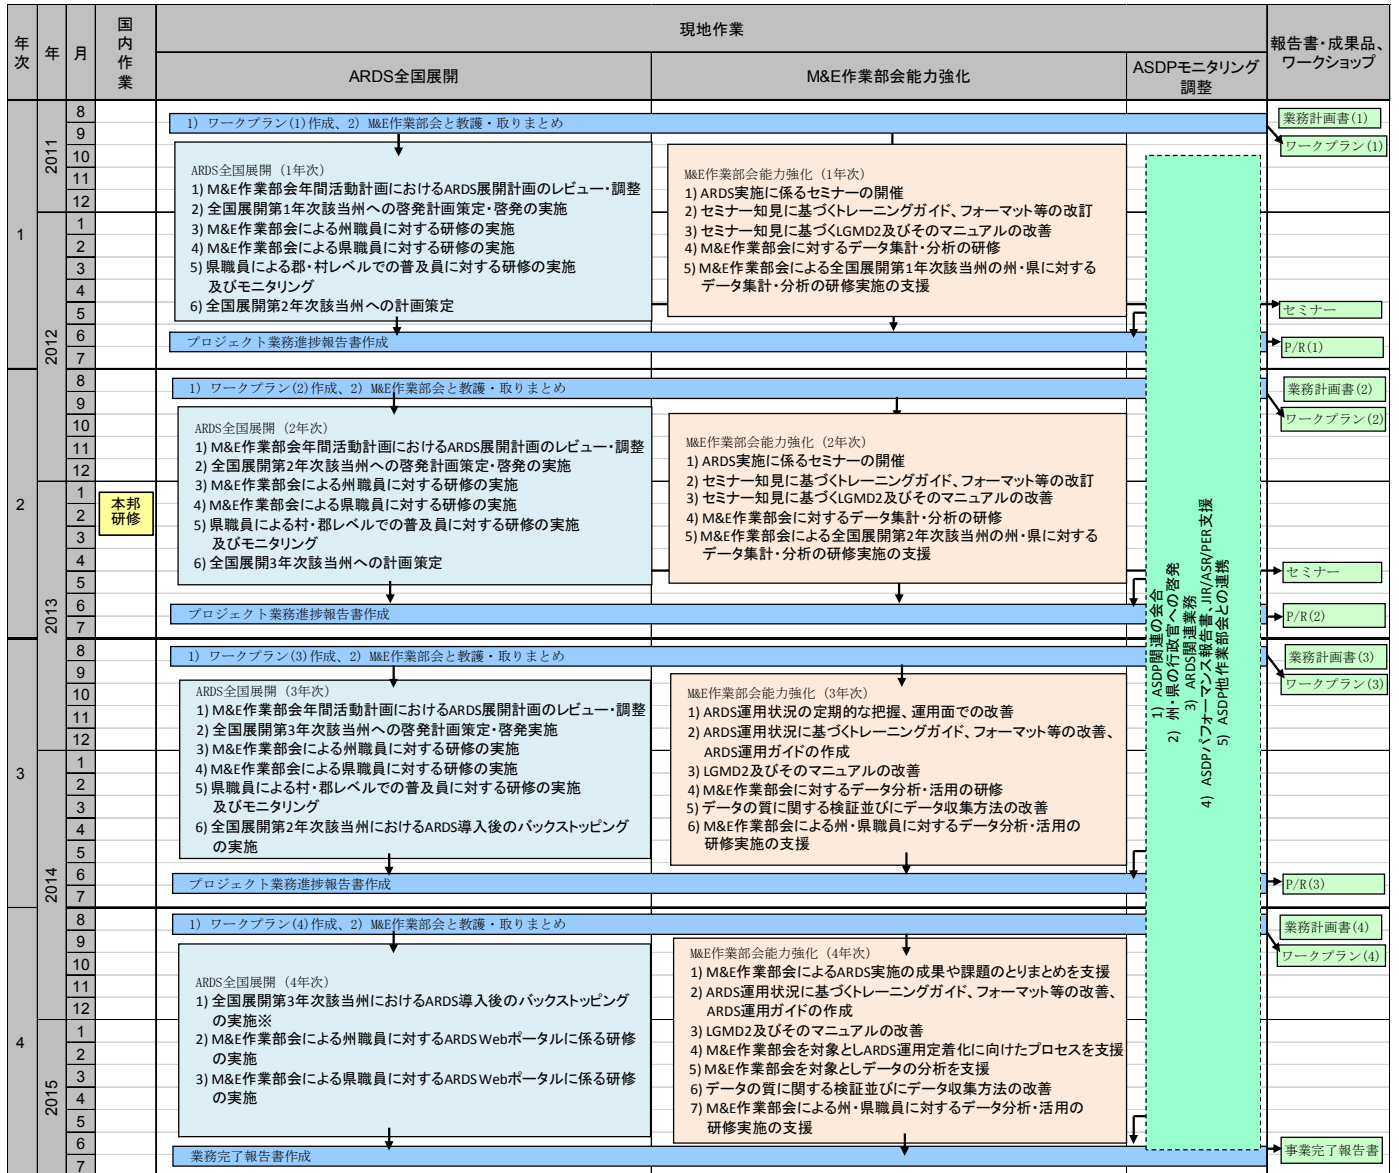 年次
年
月
国内作業
現地作業
報告書・成果品、
ワークショップ
ARDS全国展開
M&E作業部会能力強化
ASDPモニタリング
調整
1
2011
8
9
10
11
12
2012
1
2
3
4
5
6
7
1) ワークプラン(1)作成、2) M&E作業部会と教護・取りまとめ
業務計画書(1)
ワークプラン(1)
ARDS全国展開 (1年次)
1) M&E作業部会年間活動計画におけるARDS展開計画のレビュー・調整
2) 全国展開第1年次該当州への啓発計画策定・啓発の実施
3) M&E作業部会による州職員に対する研修の実施
4) M&E作業部会による県職員に対する研修の実施
5) 県職員による郡・村レベルでの普及員に対する研修の実施
及びモニタリング
6) 全国展開第2年次該当州への計画策定
M&E作業部会能力強化 (1年次)
1) ARDS実施に係るセミナーの開催
2) セミナー知見に基づくトレーニングガイド、フォーマット等の改訂
3) セミナー知見に基づくLGMD2及びそのマニュアルの改善
4) M&E作業部会に対するデータ集計・分析の研修
5) M&E作業部会による全国展開第1年次該当州の州・県に対する
データ集計・分析の研修実施の支援
セミナー
プロジェクト業務進捗報告書作成
P/R(1)
2
8
9
10
11
12
2013
1
2
3
4
5
6
7
本邦
研修
1) ワークプラン(2)作成、2) M&E作業部会と教護・取りまとめ
業務計画書(2)
ワークプラン(2)
ARDS全国展開 (2年次)
1) M&E作業部会年間活動計画におけるARDS展開計画のレビュー・調整
2) 全国展開第2年次該当州への啓発計画策定・啓発の実施
3) M&E作業部会による州職員に対する研修の実施
4) M&E作業部会による県職員に対する研修の実施
5) 県職員による村・郡レベルでの普及員に対する研修の実施
及びモニタリング
6) 全国展開3年次該当州への計画策定
M&E作業部会能力強化 (2年次)
1) ARDS実施に係るセミナーの開催
2) セミナー知見に基づくトレーニングガイド、フォーマット等の改訂
3) セミナー知見に基づくLGMD2及びそのマニュアルの改善
4) M&E作業部会に対するデータ集計・分析の研修
5) M&E作業部会による全国展開第2年次該当州の州・県に対する
データ集計・分析の研修実施の支援
セミナー
プロジェクト業務進捗報告書作成
P/R(2)
1) ASDP関連の会合
2) 州・県の行政官への啓発
3) ARDS関連業務
4) ASDPパフォーマンス報告書、JIR/ASR/PER支援
5) ASDP他作業部会との連携
3
8
9
10
11
12
2014
1
2
3
4
5
6
7
1) ワークプラン(3)作成、2) M&E作業部会と教護・取りまとめ
業務計画書(3)
ワークプラン(3)
ARDS全国展開 (3年次)
1) M&E作業部会年間活動計画におけるARDS展開計画のレビュー・調整
2) 全国展開第3年次該当州への啓発計画策定・啓発実施
3) M&E作業部会による州職員に対する研修の実施
4) M&E作業部会による県職員に対する研修の実施
5) 県職員による村・郡レベルでの普及員に対する研修の実施
及びモニタリング
6) 全国展開第2年次該当州におけるARDS導入後のバックストッピング
の実施
M&E作業部会能力強化 (3年次)
1) ARDS運用状況の定期的な把握、運用面での改善
2) ARDS運用状況に基づくトレーニングガイド、フォーマット等の改善、
ARDS運用ガイドの作成
3) LGMD2及びそのマニュアルの改善
4) M&E作業部会に対するデータ分析・活用の研修
5) データの質に関する検証並びにデータ収集方法の改善
6) M&E作業部会による州・県職員に対するデータ分析・活用の
研修実施の支援
プロジェクト業務進捗報告書作成
P/R(3)
4
8
9
10
11
12
2015
1
2
3
4
5
6
7
1) ワークプラン(4)作成、2) M&E作業部会と教護・取りまとめ
業務計画書(4)
ワークプラン(4)
ARDS全国展開 (4年次)
1) 全国展開第3年次該当州におけるARDS導入後のバックストッピング
の実施※
2) M&E作業部会による州職員に対するARDS Webポータルに係る研修
の実施
3) M&E作業部会による県職員に対するARDS Webポータルに係る研修
の実施
M&E作業部会能力強化 (4年次)
1) M&E作業部会によるARDS実施の成果や課題のとりまとめを支援
2) ARDS運用状況に基づくトレーニングガイド、フォーマット等の改善、
ARDS運用ガイドの作成
3) LGMD2及びそのマニュアルの改善
4) M&E作業部会を対象としARDS運用定着化に向けたプロセスを支援
5) M&E作業部会を対象としデータの分析を支援
6) データの質に関する検証並びにデータ収集方法の改善
7) M&E作業部会による州・県職員に対するデータ分析・活用の
研修実施の支援
業務完了報告書作成
事業完了報告書